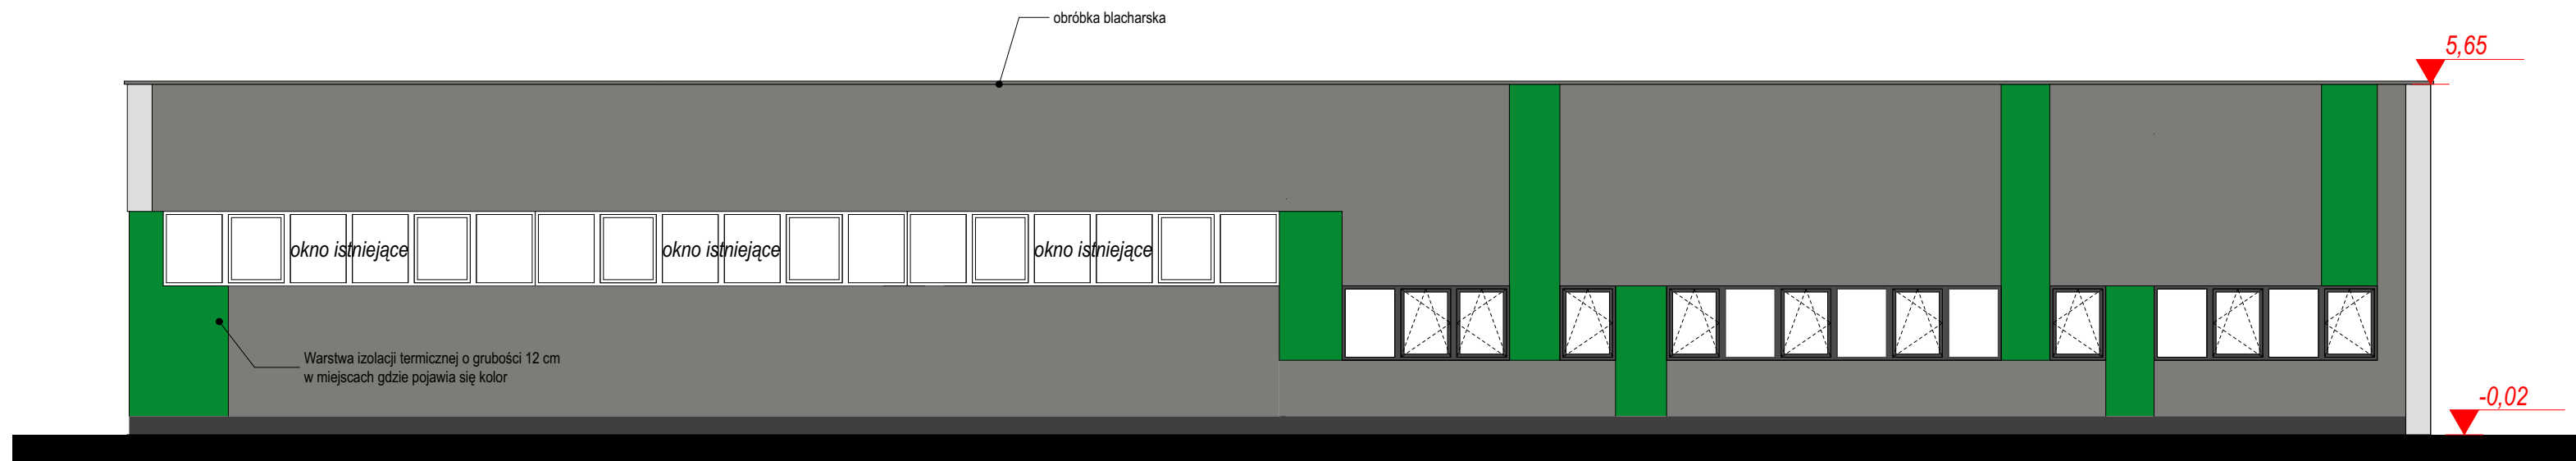 obróbka blacharska
5,65
okno istniejące
okno istniejące
okno istniejące
Warstwa izolacji termicznej o grubości 12 cm
w miejscach gdzie pojawia się kolor
-0,02